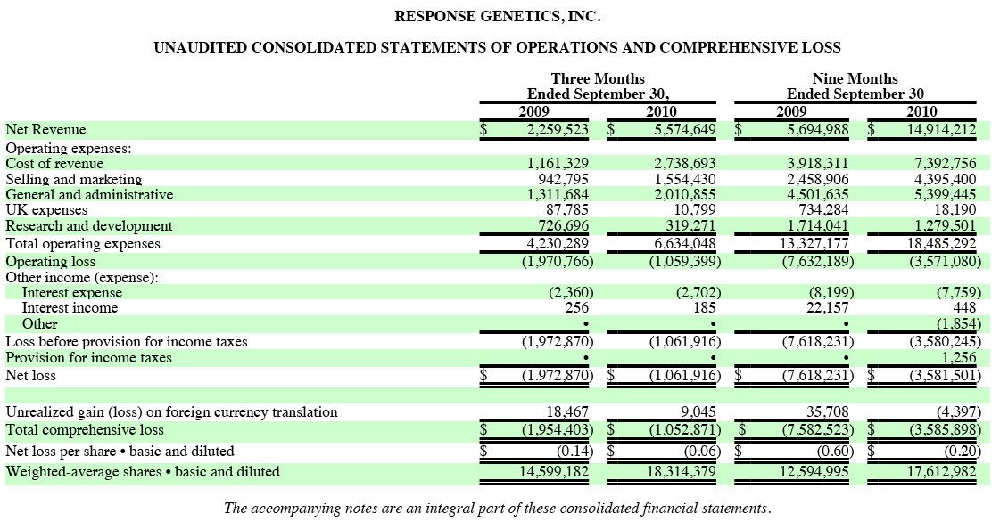 RESPONSE GENETICS, INC.
UNAUDITED CONSOLIDATED STATEMENTS OF OPERATIONS AND COMPREHENSIVE LOSS
Three Months Nine Months
Ended September 30, Ended September 30
2009 2010 2009 2010
Net Revenue $ 2,259,523 $ 5,574,649 $ 5,694,988 $ 14,914,212
Operating expenses:
Cost of revenue 1,161,329 2,738,693 3,918,311 7,392,756
Selling and marketing 942,795 1,554,430 2,458,906 4,395,400
General and administrative 1,311,684 2,010,855 4,501,635 5,399,445
UK expenses 87,785 10,799 734,284 18,190
Research and development 726,696 319,271 1,714,041 1,279,501
Total operating expenses 4,230,289 6,634,048 13,327,177 18,485,292
Operating loss (1,970,766) (1,059,399) (7,632,189) (3,571,080)
Other income (expense):
Interest expense (2,360) (2,702) (8,199) (7,759)
Interest income 256 185 22,157 448
Other • • • (1,854)
Loss before provision for income taxes (1,972,870) (1,061,916) (7,618,231) (3,580,245)
Provision for income taxes • • • 1,256
Net loss $ (1.972,870) $ (1,061,916) $ (7,618,231) $ (3,581,501)
Unrealized gain (loss) on foreign currency translation 18,467 9,045 35,708 (4,397)
Total comprehensive loss $ (1,954,403) $ (1,052,871) $ (7,582,523) $ (3,585,898)
Net loss per share • basic and diluted $ (0.14) $ (0.06) $ (0.60) $ (0.20)
Weighted-average shares • basic and diluted 14,599,182 18,314,379 12,594,995 17,612,982
The accompanying notes are an integral part of these consolidated financial statements.